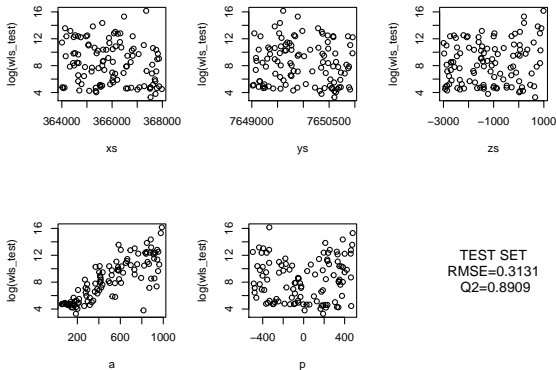 log(wls_test)
4 8 12 16
364000 366000 368000
xs
log(wls_test)
4 8 12 16
7649000 7650500
ys
log(wls_test)
4 8 12 16
−3000 −1000 1000
zs
log(wls_test)
4 8 12 16
200 600 1000
a
log(wls_test)
4 8 12 16
−400 0 400
p
TEST SET
RMSE=0.3131
Q2=0.8909